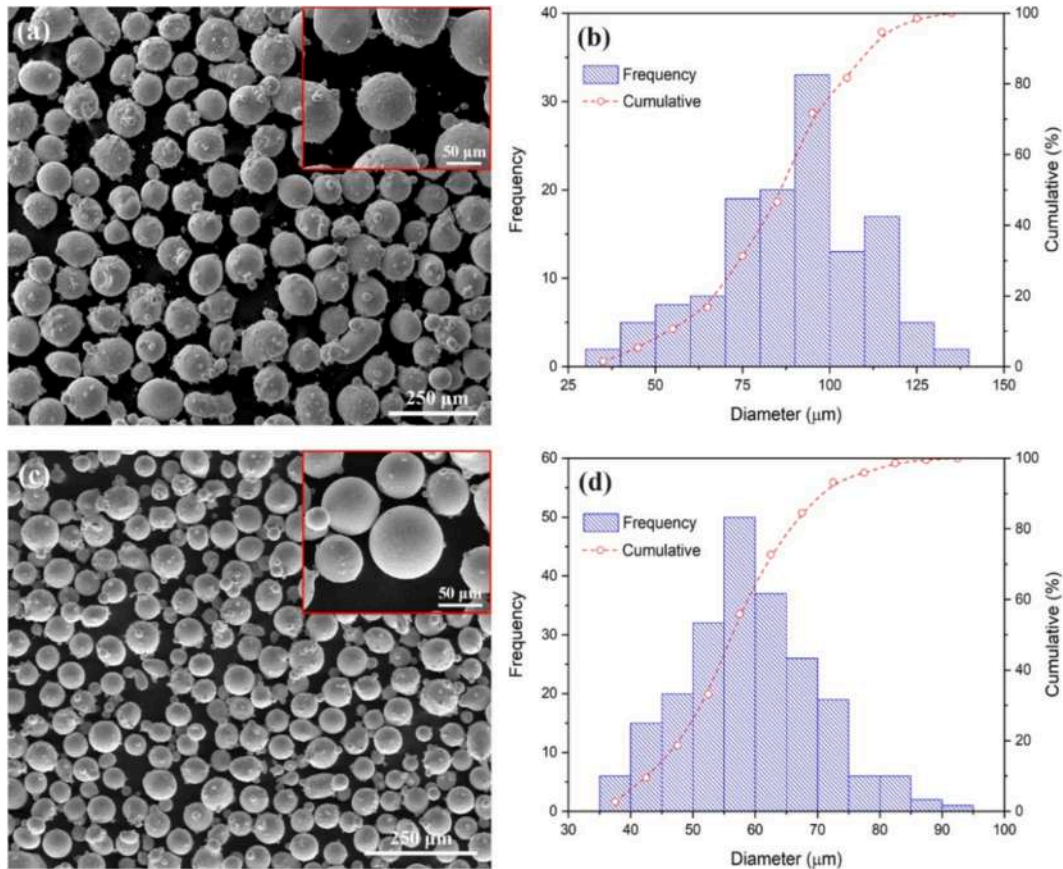 (a)
50 μm
250 μm
(b)
Frequency
Cumulative
40
30
20
10
0
100
80
60
40
20
0
25
50
75
100
125
150
Frequency
Cumulative (%)
Diameter (μm)
(c)
50 μm
250 μm
(d)
Frequency
Cumulative
60
50
40
30
20
10
0
100
80
60
40
20
0
30
40
50
60
70
80
90
100
Frequency
Cumulative (%)
Diameter (μm)